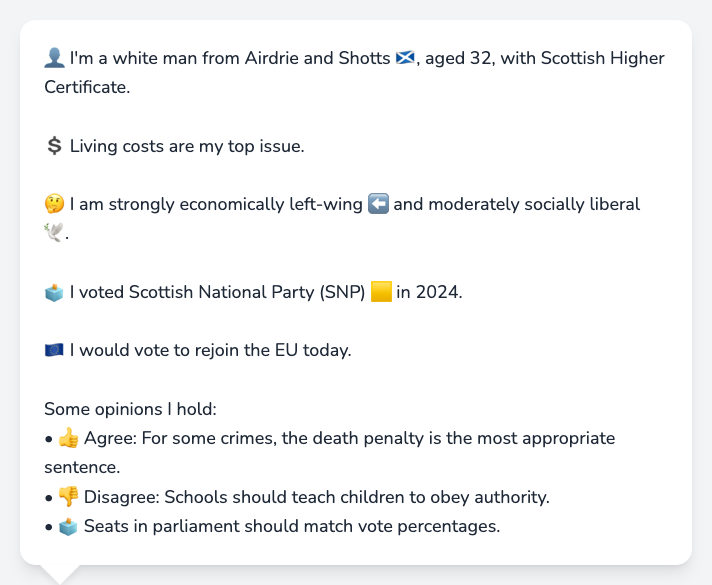 👤 I'm a white man from Airdrie and Shotts 🏴󠁧󠁢󠁳󠁣󠁴󠁿, aged 32, with Scottish Higher
Certificate.
💲 Living costs are my top issue.
🤔 I am strongly economically left-wing ⬅️ and moderately socially liberal
🕊️.
🗳️ I voted Scottish National Party (SNP) 🟨 in 2024.
🇪🇺 I would vote to rejoin the EU today.
Some opinions I hold:
• 👍 Agree: For some crimes, the death penalty is the most appropriate
sentence.
• 👎 Disagree: Schools should teach children to obey authority.
• 🗳️ Seats in parliament should match vote percentages.